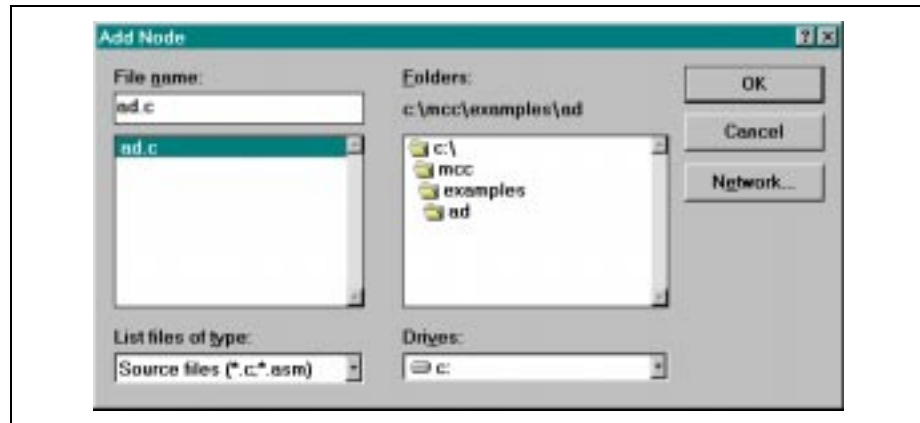 Add Node
File name:
ad.c
ad.c
List files of type:
Source files (*.c;*.asm)
Folders:
c:\mcc\examples\ad
c:\
mcc
examples
ad
Drives:
c:
OK
Cancel
Network...